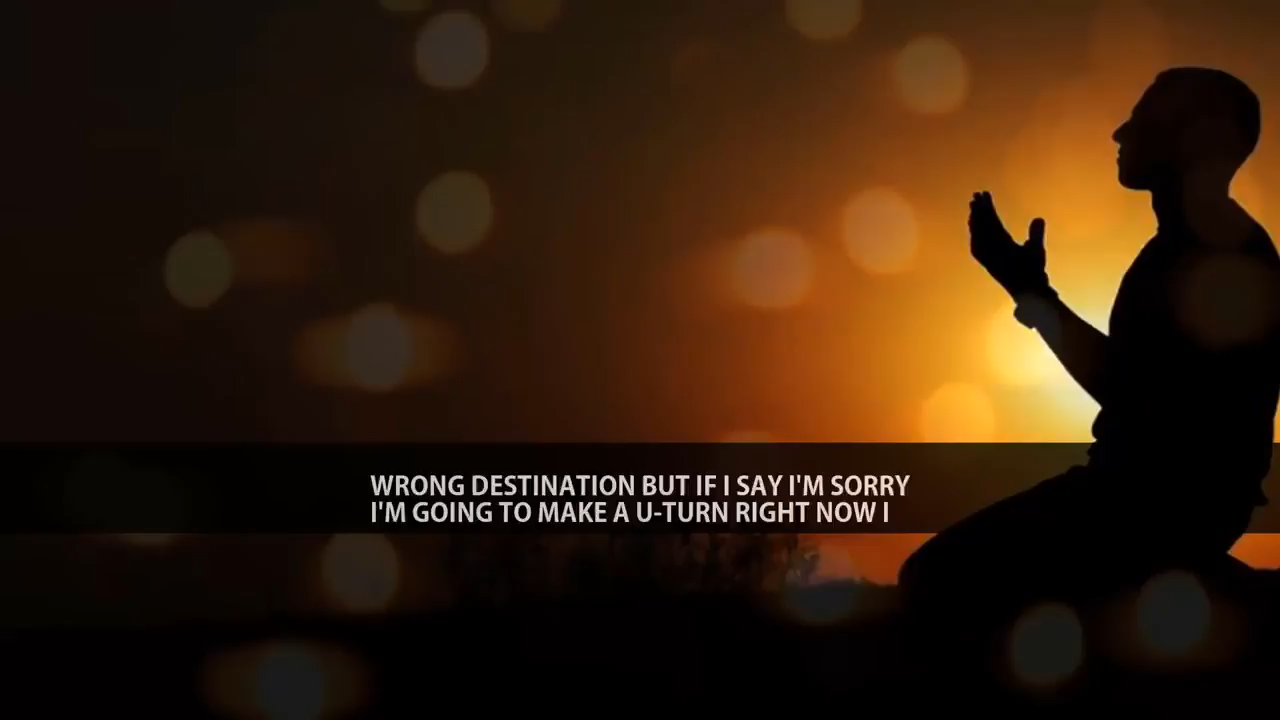 WRONG DESTINATION BUT IF I SAY I'M SORRY
I'M GOING TO MAKE A U-TURN RIGHT NOW I